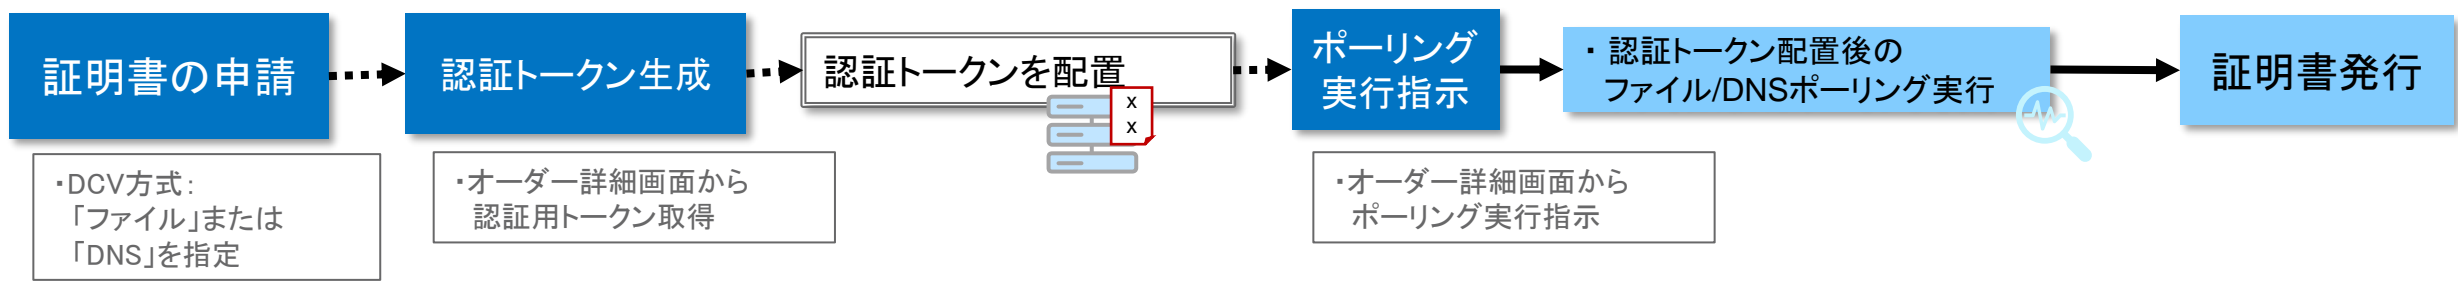 証明書の申請
認証トークン生成
認証トークンを配置
x
x
ポーリング
実行指示
・ 認証トークン配置後の
ファイル/DNSポーリング実行
証明書発行
・DCV方式：
「ファイル」または
「DNS」を指定
・オーダー詳細画面から
認証用トークン取得
・オーダー詳細画面から
ポーリング実行指示